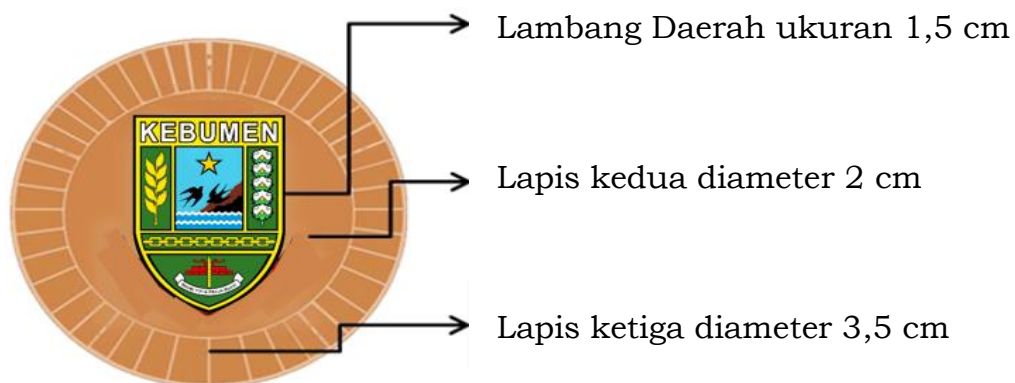 Lambang Daerah ukuran 1,5 cm
KEBUMEN
Lapis kedua diameter 2 cm
Lapis ketiga diameter 3,5 cm